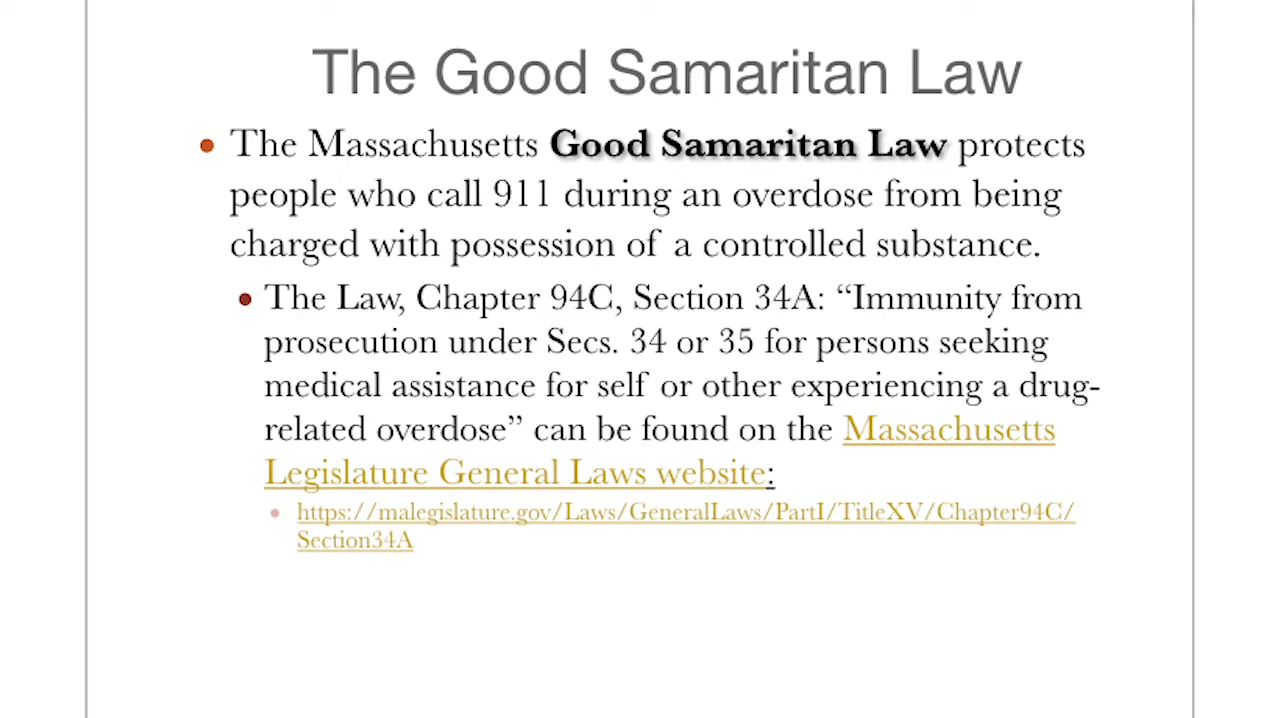 The Good Samaritan Law
The Massachusetts Good Samaritan Law protects
people who call 911 during an overdose from being
charged with possession of a controlled substance.
The Law, Chapter 94C, Section 34A: “Immunity from
prosecution under Secs. 34 or 35 for persons seeking
medical assistance for self or other experiencing a drug-
related overdose” can be found on the Massachusetts
Legislature General Laws website:
https://malegislature.gov/Laws/GeneralLaws/PartI/TitleXV/Chapter94C/
Section34A